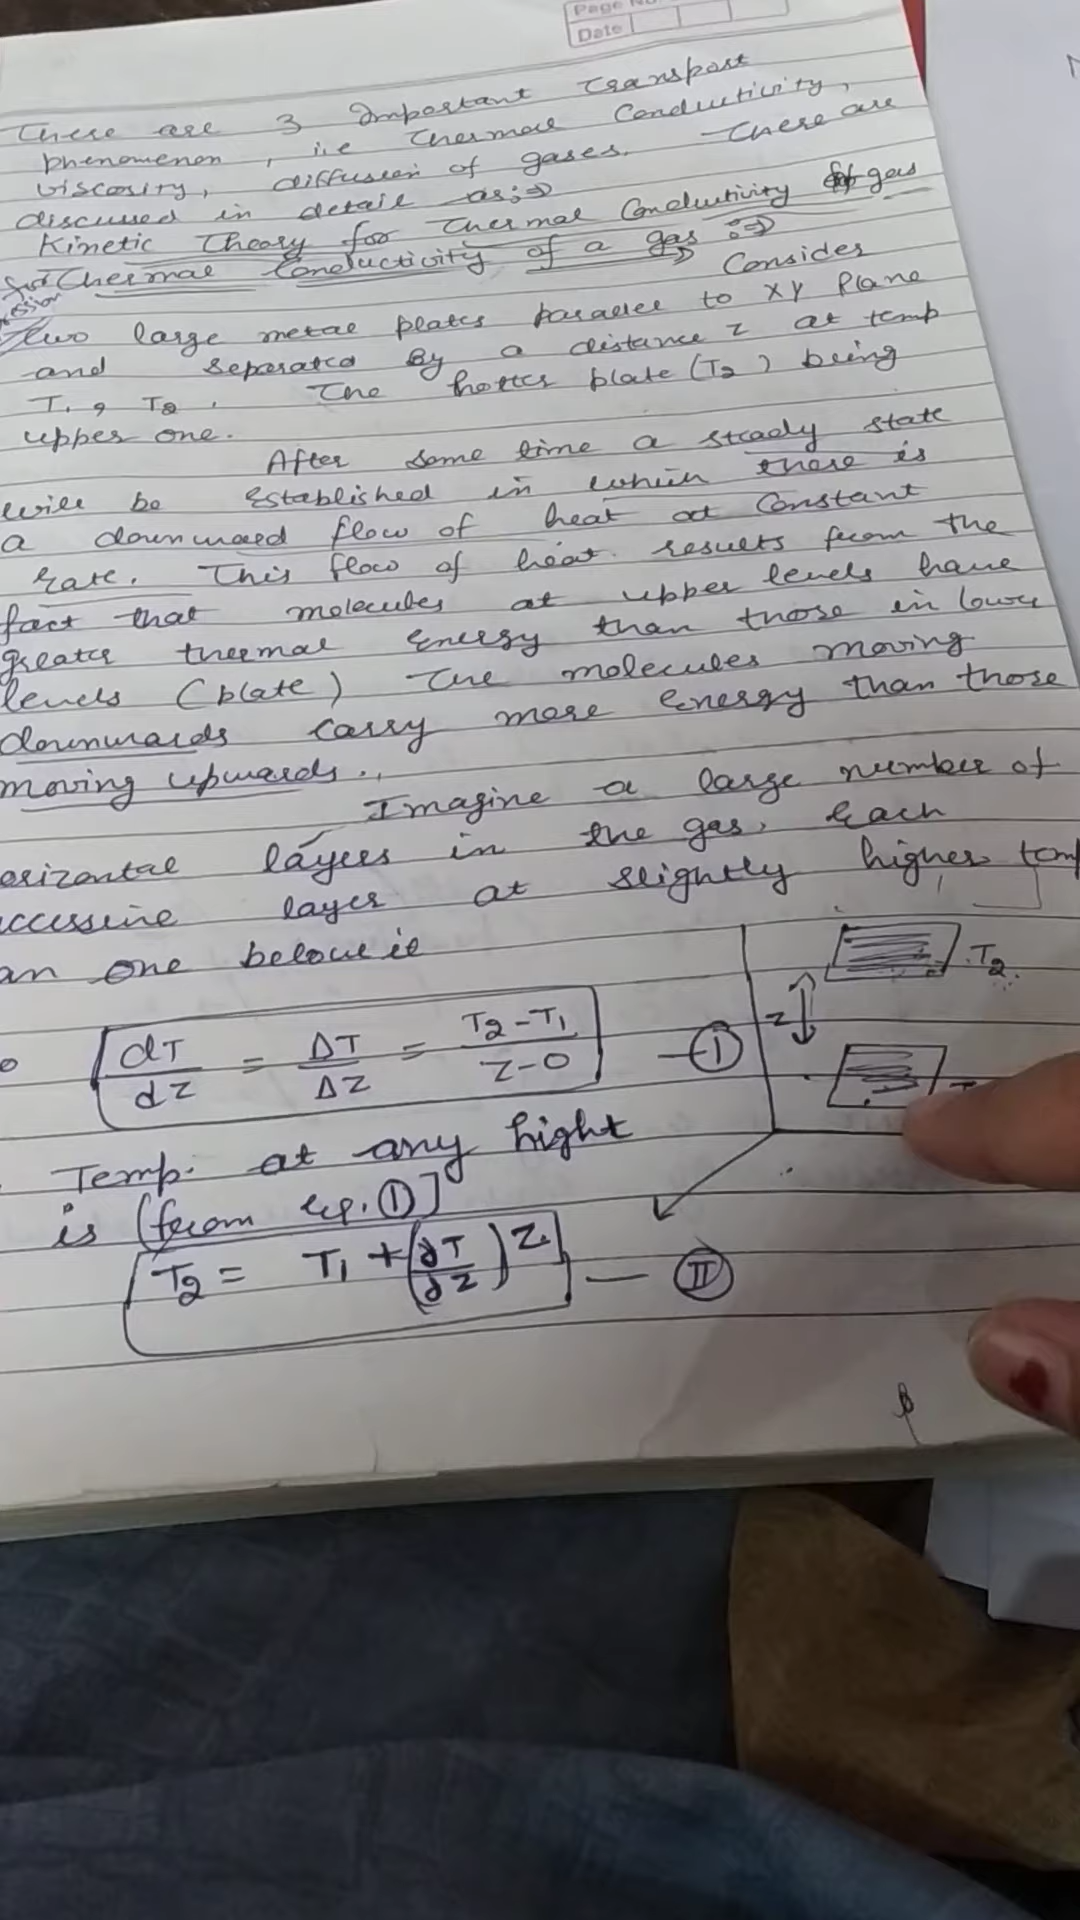 Page No.
Date
There are 3 Important Transport
phenomenon, i.e thermal Conductivity,
viscosity, diffusion of gases. These are
discussed in detail as:⇒
Kinetic Theory for Thermal Conductivity of gas
for Thermal Conductivity of a gas :⇒
Consider
two large metal plates parallel to XY Plane
and seperated By a distance z at temp
T1, T2. The hotter plate (T2) being
upper one.
After some time a steady state
will be Established in which there is
a downward flow of heat at Constant
rate. This flow of heat results from the
fact that molecules at upper levels have
greater thermal Energy than those in lower
levels (plate) The molecules moving
downwards carry more Energy than those
moving upwards.
Imagine a large number of
orizontal layers in the gas, Each
ccessive layer at slightly higher temp
an one below it
T2
z
dT/dz = ΔT/ΔZ = T2-T1/Z-0 — I
Temp. at any hight
is [from eq. I]
T2 = T1 + (∂T/∂z) Z — II